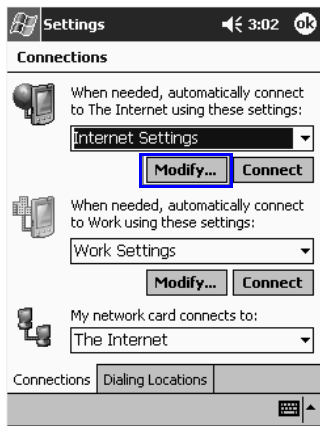 Settings 3:02 ok
Connections
When needed, automatically connect
to The Internet using these settings:
Internet Settings
Modify... Connect
When needed, automatically connect
to Work using these settings:
Work Settings
Modify... Connect
My network card connects to:
The Internet
Connections Dialing Locations